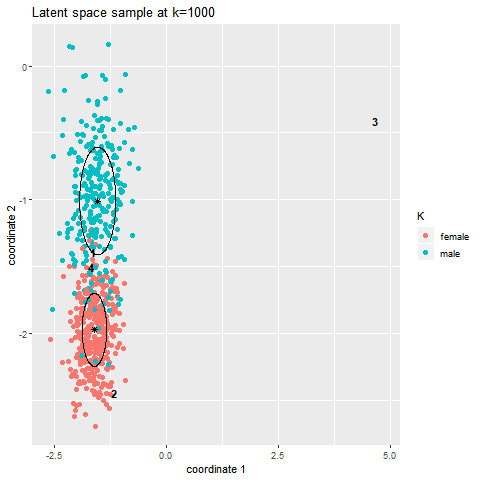 Latent space sample at k=1000
0
3
-1
4
-2
2
-2.5
0.0
2.5
5.0
coordinate 1
coordinate 2
K
female
male